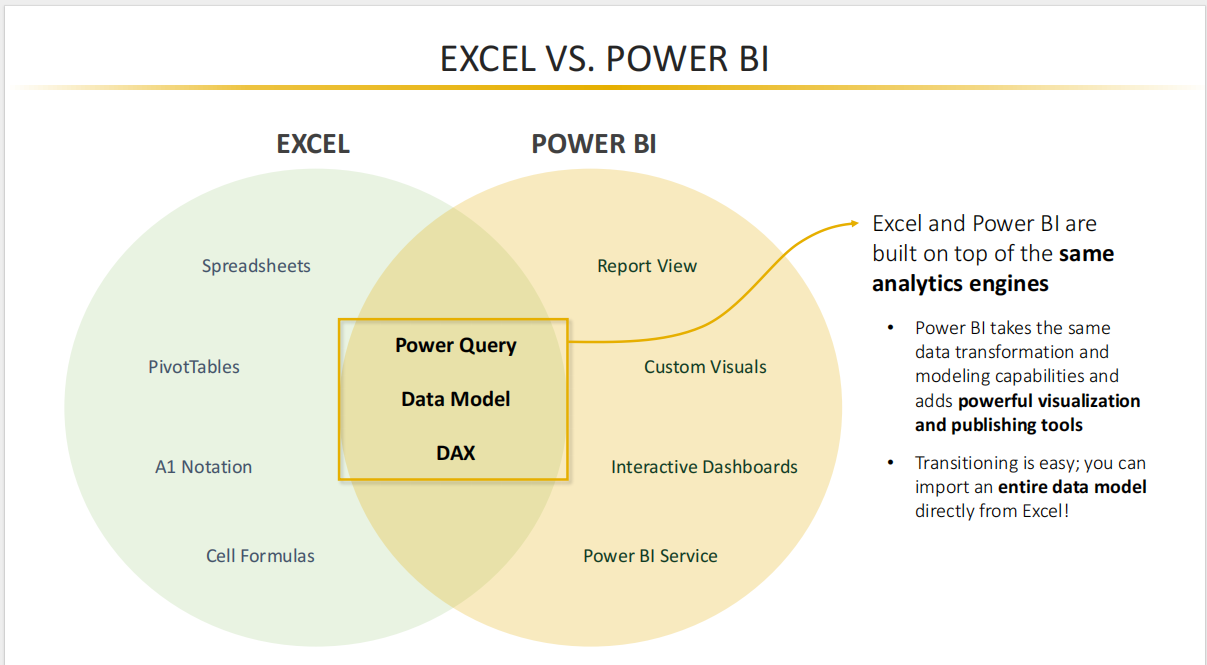 EXCEL VS. POWER BI
EXCEL
POWER BI
Spreadsheets
PivotTables
A1 Notation
Cell Formulas
Power Query
Data Model
DAX
Report View
Custom Visuals
Interactive Dashboards
Power BI Service
Excel and Power BI are
built on top of the same
analytics engines
• Power BI takes the same
data transformation and
modeling capabilities and
adds powerful visualization
and publishing tools
• Transitioning is easy; you can
import an entire data model
directly from Excel!